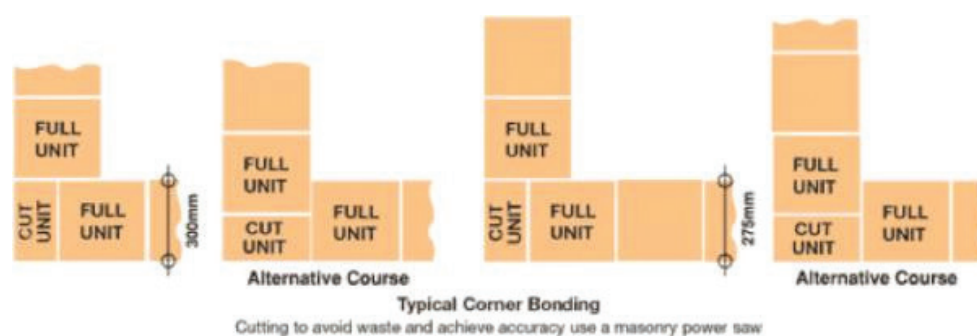 FULL
UNIT
CUT
UNIT
FULL
UNIT
300mm
FULL
UNIT
CUT
UNIT
FULL
UNIT
Alternative Course
FULL
UNIT
CUT
UNIT
FULL
UNIT
275mm
FULL
UNIT
CUT
UNIT
FULL
UNIT
Alternative Course
Typical Corner Bonding
Cutting to avoid waste and achieve accuracy use a masonry power saw